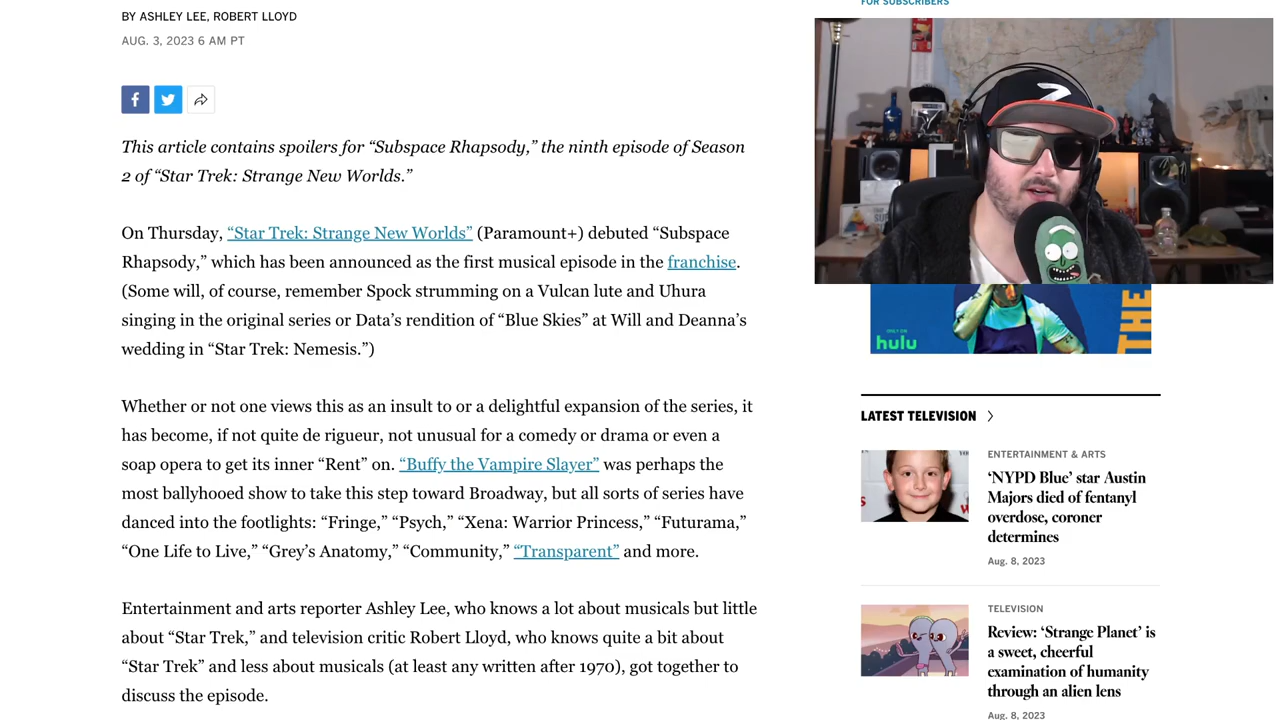 FOR SUBSCRIBERS
BY ASHLEY LEE, ROBERT LLOYD
AUG. 3, 2023 6 AM PT
This article contains spoilers for “Subspace Rhapsody,” the ninth episode of Season
2 of “Star Trek: Strange New Worlds.”
On Thursday, “Star Trek: Strange New Worlds” (Paramount+) debuted “Subspace
Rhapsody,” which has been announced as the first musical episode in the franchise.
(Some will, of course, remember Spock strumming on a Vulcan lute and Uhura
singing in the original series or Data’s rendition of “Blue Skies” at Will and Deanna’s
wedding in “Star Trek: Nemesis.”)
Whether or not one views this as an insult to or a delightful expansion of the series, it
has become, if not quite de rigueur, not unusual for a comedy or drama or even a
soap opera to get its inner “Rent” on. “Buffy the Vampire Slayer” was perhaps the
most ballyhooed show to take this step toward Broadway, but all sorts of series have
danced into the footlights: “Fringe,” “Psych,” “Xena: Warrior Princess,” “Futurama,”
“One Life to Live,” “Grey’s Anatomy,” “Community,” “Transparent” and more.
Entertainment and arts reporter Ashley Lee, who knows a lot about musicals but little
about “Star Trek,” and television critic Robert Lloyd, who knows quite a bit about
“Star Trek” and less about musicals (at least any written after 1970), got together to
discuss the episode.
ONLY ON
hulu
THE
LATEST TELEVISION
ENTERTAINMENT & ARTS
‘NYPD Blue’ star Austin
Majors died of fentanyl
overdose, coroner
determines
Aug. 8, 2023
TELEVISION
Review: ‘Strange Planet’ is
a sweet, cheerful
examination of humanity
through an alien lens
Aug. 8, 2023